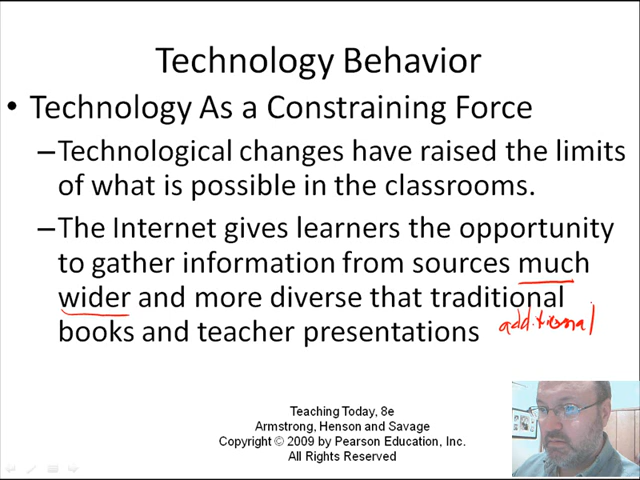 Technology Behavior
• Technology As a Constraining Force
–Technological changes have raised the limits
of what is possible in the classrooms.
–The Internet gives learners the opportunity
to gather information from sources much
wider and more diverse that traditional
books and teacher presentations
additional
Teaching Today, 8e
Armstrong, Henson and Savage
Copyright © 2009 by Pearson Education, Inc.
All Rights Reserved